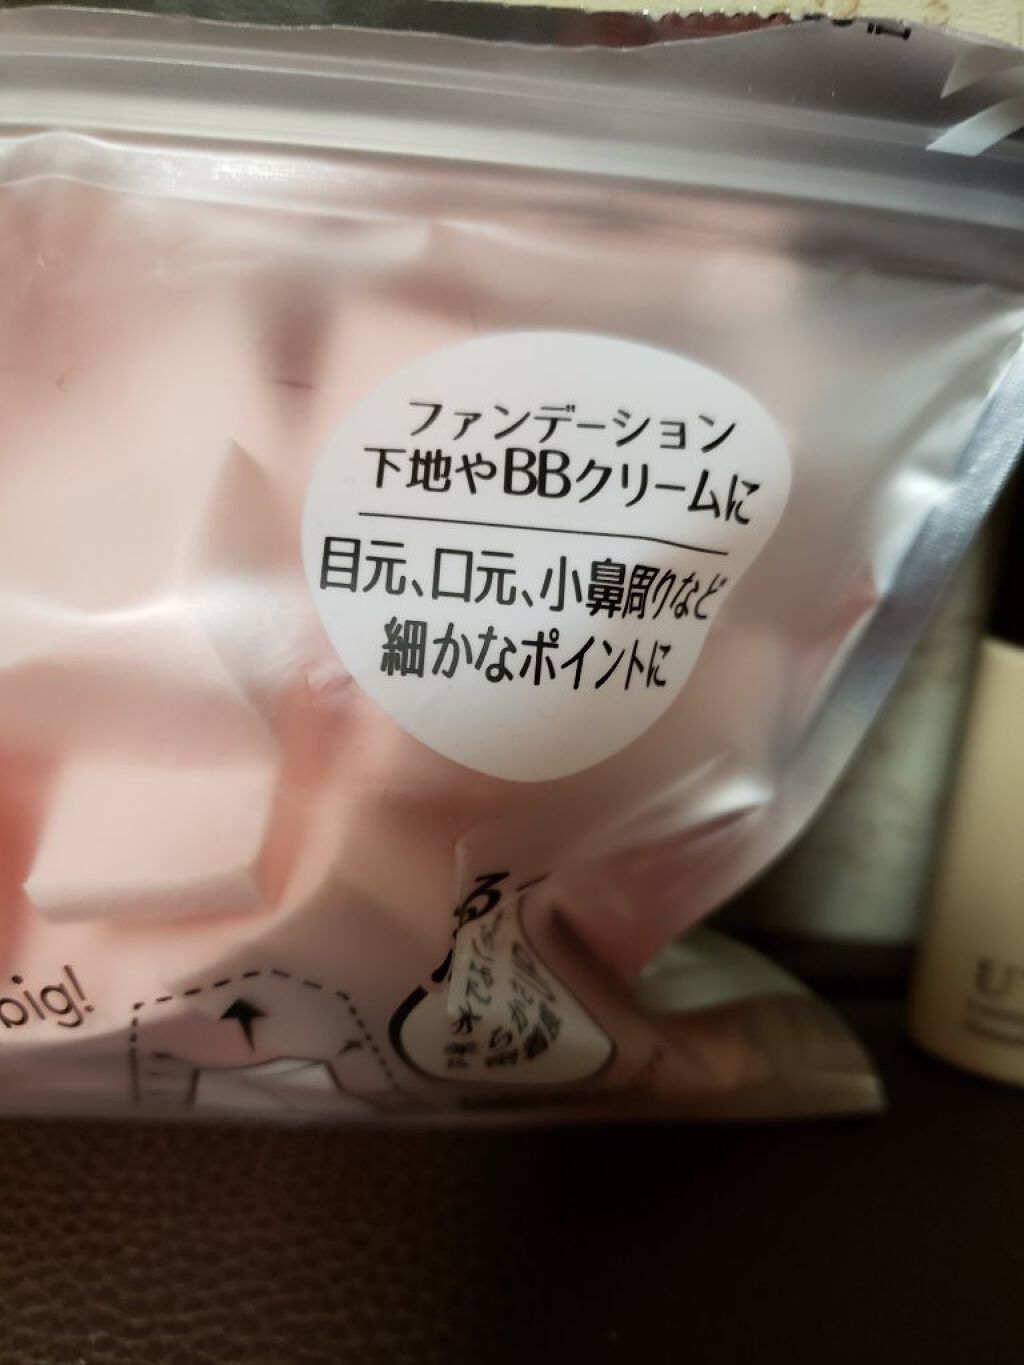 ファンデーション
下地やBBクリームに
目元、口元、小鼻周りなど
細かなポイントに
big!